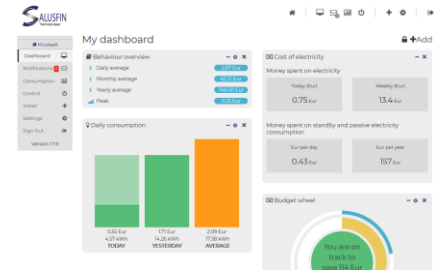 SALUSFIN
My dashboard
Add
Dashboard
Notifications
Consumption
Control
Install
Settings
Sign Out
Behaviour overview
Daily average
Monthly average
Yearly average
Peak
Cost of electricity
Money spent on electricity
Today (Eur)
0.75 Eur
Weekly (Eur)
13.4 Eur
Money spent on standby and passive electricity
consumption
Eur per day
0.43 Eur
Eur per year
157 Eur
Daily consumption
0.65 Eur
4.57 kWh
TODAY
1.71 Eur
14.26 kWh
YESTERDAY
2.09 Eur
17.38 kWh
AVERAGE
Budget wheel
You are on
track to
save 114 Eur